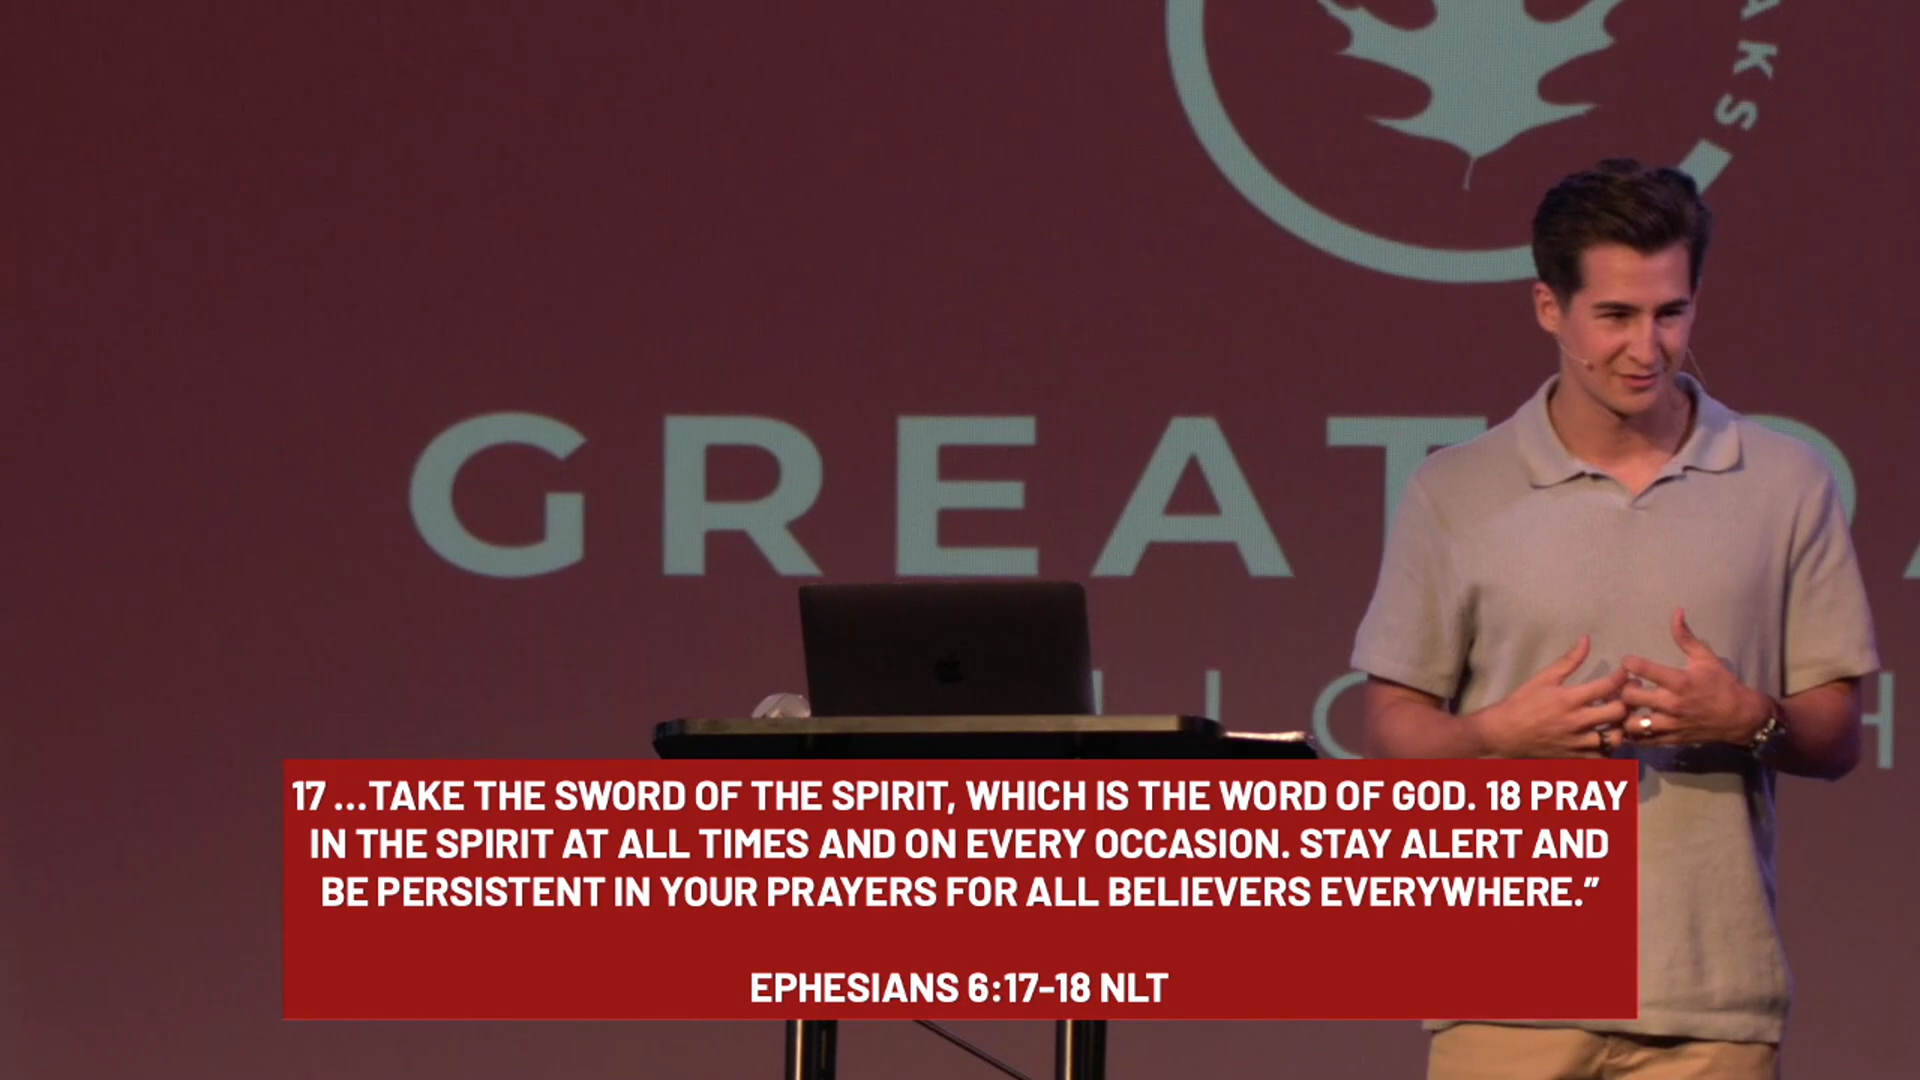 AKS
GREAT
17 ...TAKE THE SWORD OF THE SPIRIT, WHICH IS THE WORD OF GOD. 18 PRAY
IN THE SPIRIT AT ALL TIMES AND ON EVERY OCCASION. STAY ALERT AND
BE PERSISTENT IN YOUR PRAYERS FOR ALL BELIEVERS EVERYWHERE.”
EPHESIANS 6:17-18 NLT